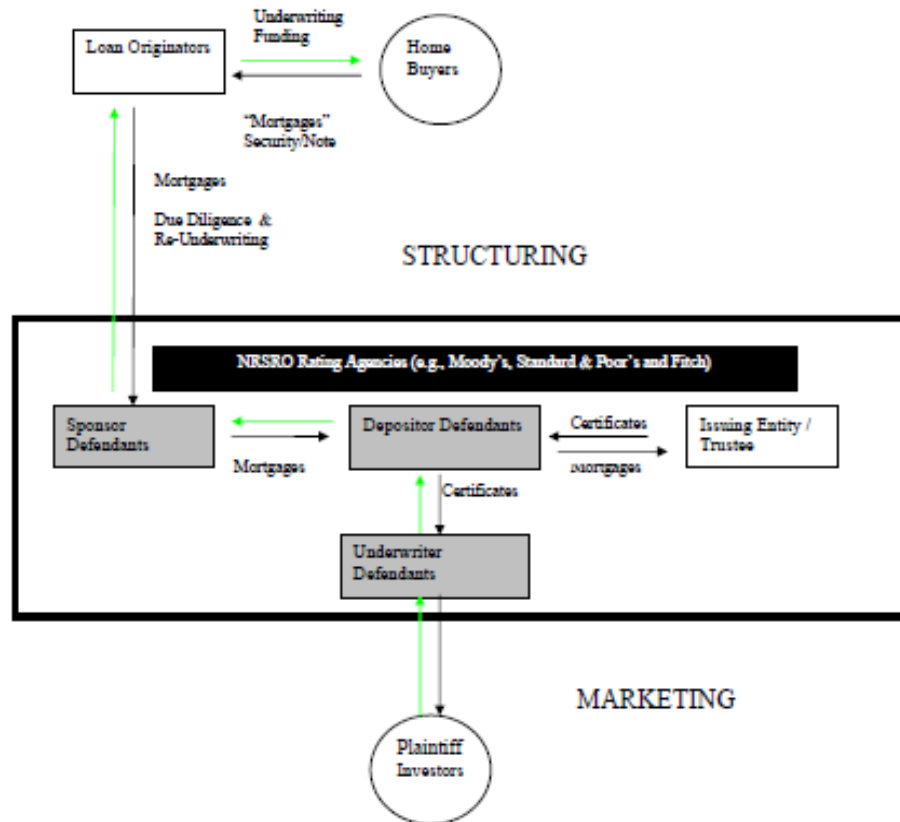 Underwriting
Funding
Loan Originators
Home
Buyers
“Mortgages”
Security/Note
Mortgages
Due Diligence &
Re-Underwriting
STRUCTURING
NRSRO Rating Agencies (e.g., Moody’s, Standard & Poor’s and Fitch)
Sponsor
Defendants
Mortgages
Depositor Defendants
Certificates
Mortgages
Issuing Entity /
Trustee
Certificates
Underwriter
Defendants
MARKETING
Plaintiff
Investors